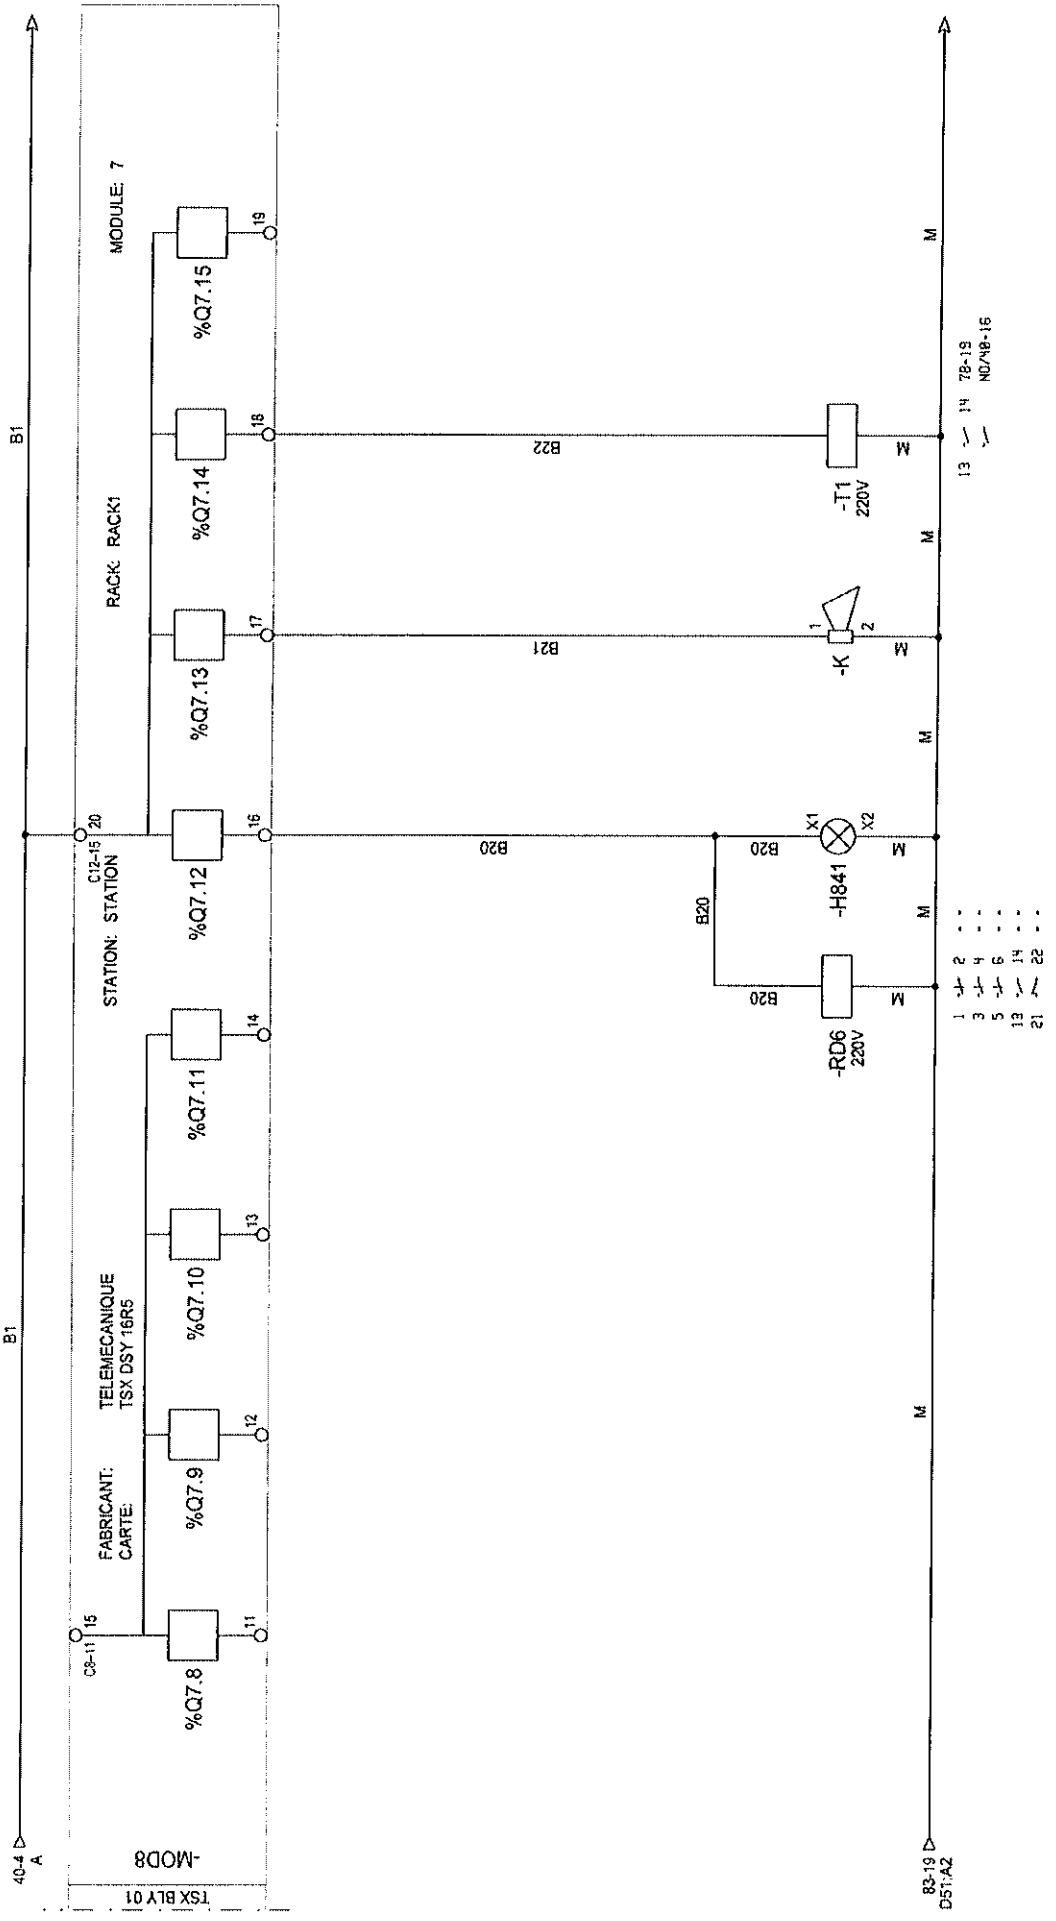 40-4
A
B1
B1
TSX BLY 01
-MOD8
FABRICANT: TELEMECANIQUE
CARTE: TSX DSY 16R5
STATION: STATION
RACK: RACK1
MODULE: 7
C8-11 15
C12-15 20
%Q7.8
%Q7.9
%Q7.10
%Q7.11
%Q7.12
%Q7.13
%Q7.14
%Q7.15
11
12
13
14
16
17
18
19
B20
B21
B22
B20
B20
B20
-RD6
220V
-H841
X1
X2
-K
1
2
-T1
220V
M
M
M
M
83-19
D51:A2
M
M
M
M
M
1 2 - -
3 4 - -
5 6 - -
13 14 - -
21 22 - -
13 14 78-19
NO/40-16